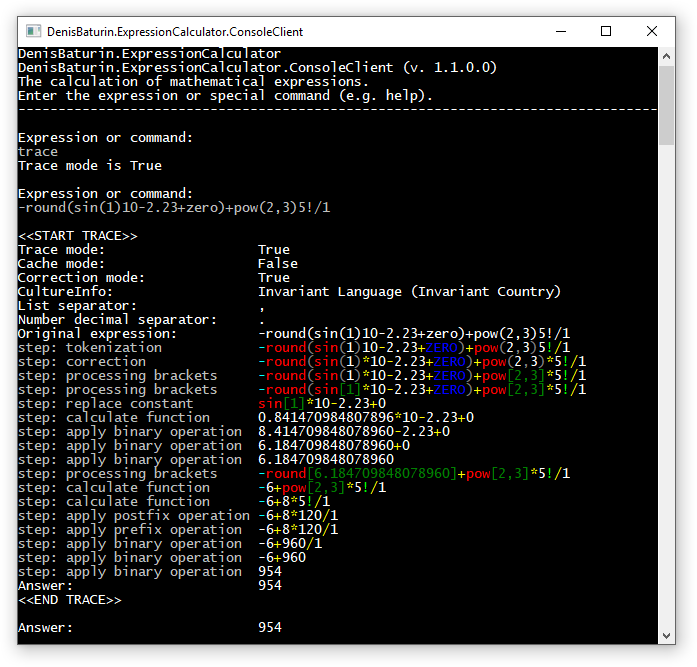 DenisBaturin.ExpressionCalculator.ConsoleClient
DenisBaturin.ExpressionCalculator
DenisBaturin.ExpressionCalculator.ConsoleClient (v. 1.1.0.0)
The calculation of mathematical expressions.
Enter the expression or special command (e.g. help).
--------------------------------------------------------------------------------
Expression or command:
trace
Trace mode is True
Expression or command:
-round(sin(1)10-2.23+zero)+pow(2,3)5!/1
<<START TRACE>>
Trace mode: True
Cache mode: False
Correction mode: True
CultureInfo: Invariant Language (Invariant Country)
List separator: ,
Number decimal separator: .
Original expression: -round(sin(1)10-2.23+zero)+pow(2,3)5!/1
step: tokenization -round(sin(1)10-2.23+ZERO)+pow(2,3)5!/1
step: correction -round(sin(1)*10-2.23+ZERO)+pow(2,3)*5!/1
step: processing brackets -round(sin(1)*10-2.23+ZERO)+pow[2,3]*5!/1
step: processing brackets -round(sin[1]*10-2.23+ZERO)+pow[2,3]*5!/1
step: replace constant sin[1]*10-2.23+0
step: calculate function 0.841470984807896*10-2.23+0
step: apply binary operation 8.414709848078960-2.23+0
step: apply binary operation 6.184709848078960+0
step: apply binary operation 6.184709848078960
step: processing brackets -round[6.184709848078960]+pow[2,3]*5!/1
step: calculate function -6+pow[2,3]*5!/1
step: calculate function -6+8*5!/1
step: apply postfix operation -6+8*120/1
step: apply prefix operation -6+8*120/1
step: apply binary operation -6+960/1
step: apply binary operation -6+960
step: apply binary operation 954
Answer: 954
<<END TRACE>>
Answer: 954